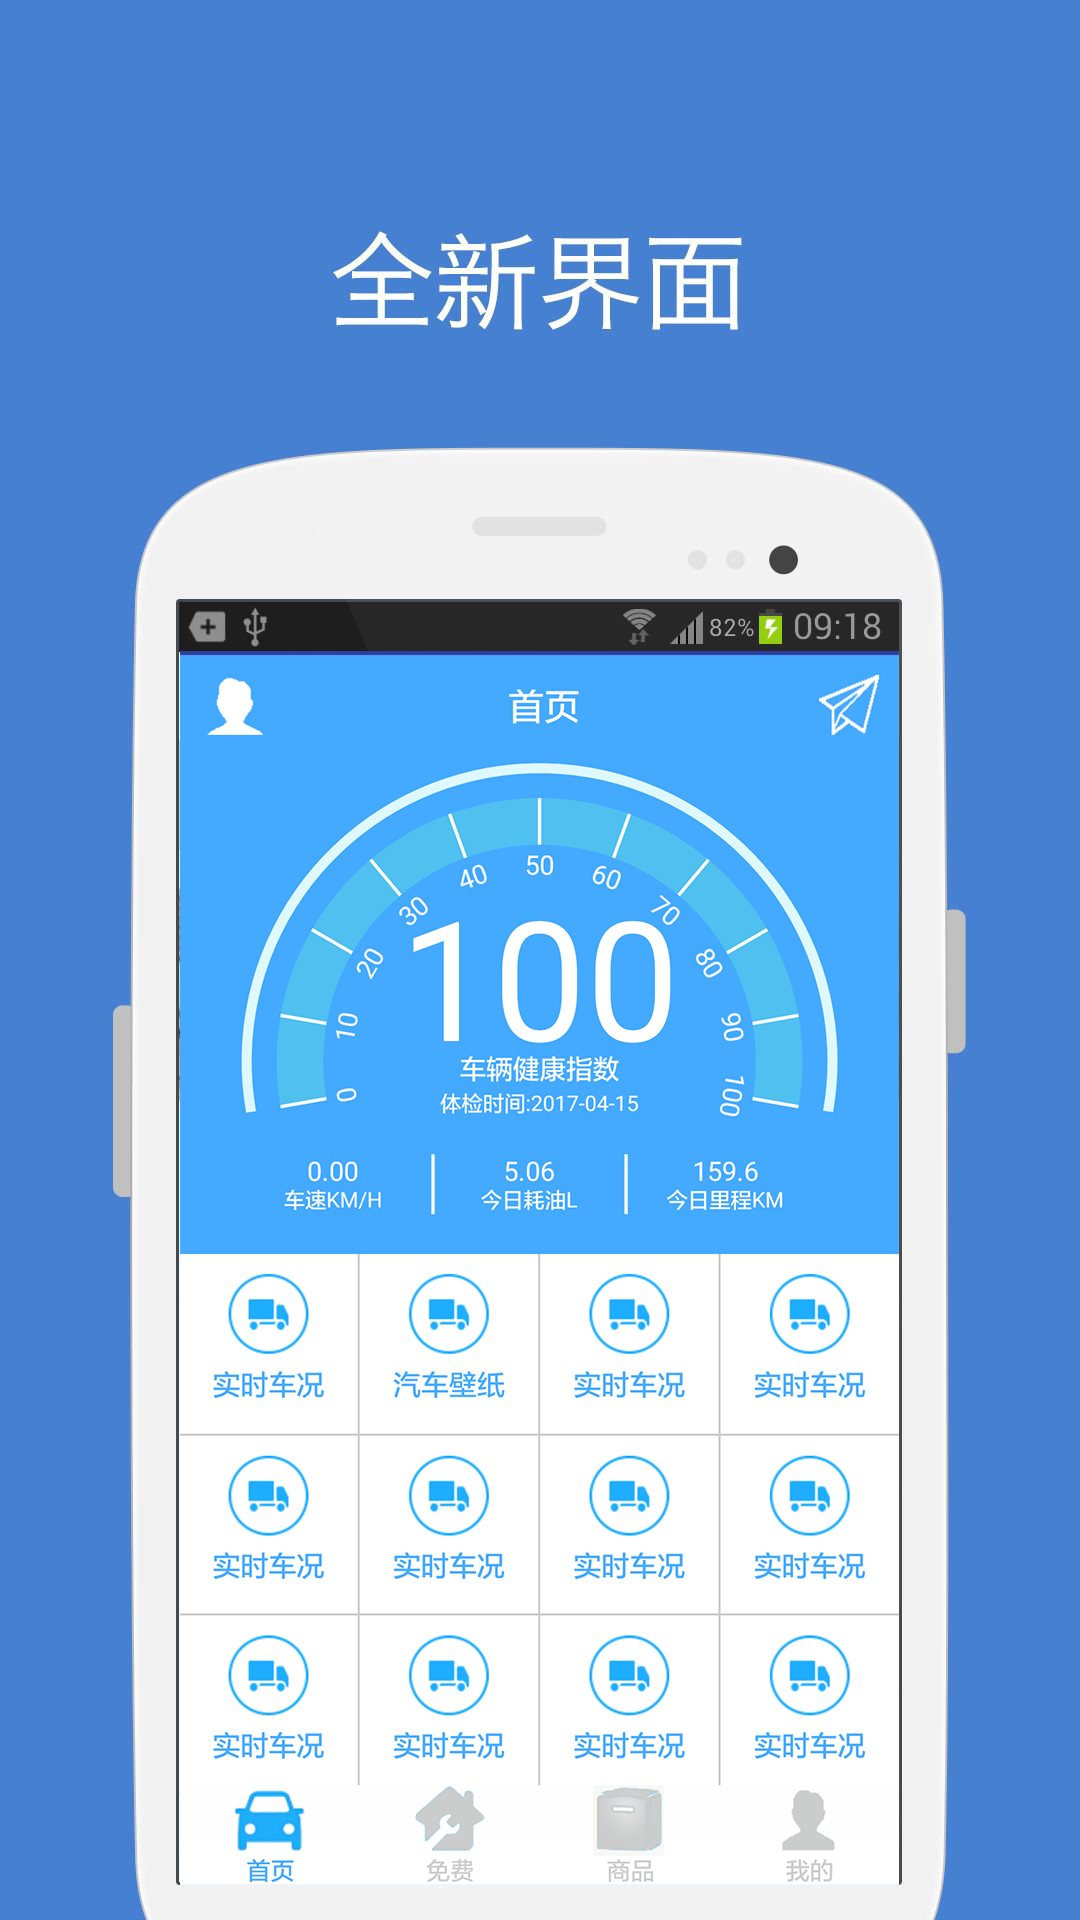 全新界面
82% 09:18
首页
0 10 20 30 40 50 60 70 80 90 100
100
车辆健康指数
体检时间:2017-04-15
0.00 5.06 159.6
车速KM/H 今日耗油L 今日里程KM
实时车况 汽车壁纸 实时车况 实时车况
实时车况 实时车况 实时车况 实时车况
实时车况 实时车况 实时车况 实时车况
首页 免费 商品 我的